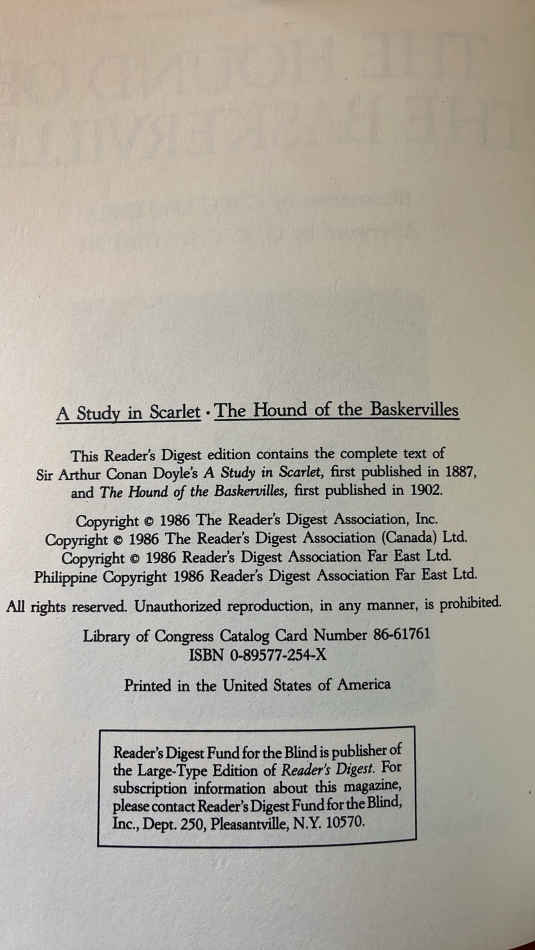 A Study in Scarlet · The Hound of the Baskervilles
This Reader's Digest edition contains the complete text of
Sir Arthur Conan Doyle's A Study in Scarlet, first published in 1887,
and The Hound of the Baskervilles, first published in 1902.
Copyright © 1986 The Reader's Digest Association, Inc.
Copyright © 1986 The Reader's Digest Association (Canada) Ltd.
Copyright © 1986 Reader's Digest Association Far East Ltd.
Philippine Copyright 1986 Reader's Digest Association Far East Ltd.
All rights reserved. Unauthorized reproduction, in any manner, is prohibited.
Library of Congress Catalog Card Number 86-61761
ISBN 0-89577-254-X
Printed in the United States of America
Reader's Digest Fund for the Blind is publisher of
the Large-Type Edition of Reader's Digest. For
subscription information about this magazine,
please contact Reader's Digest Fund for the Blind,
Inc., Dept. 250, Pleasantville, N.Y. 10570.